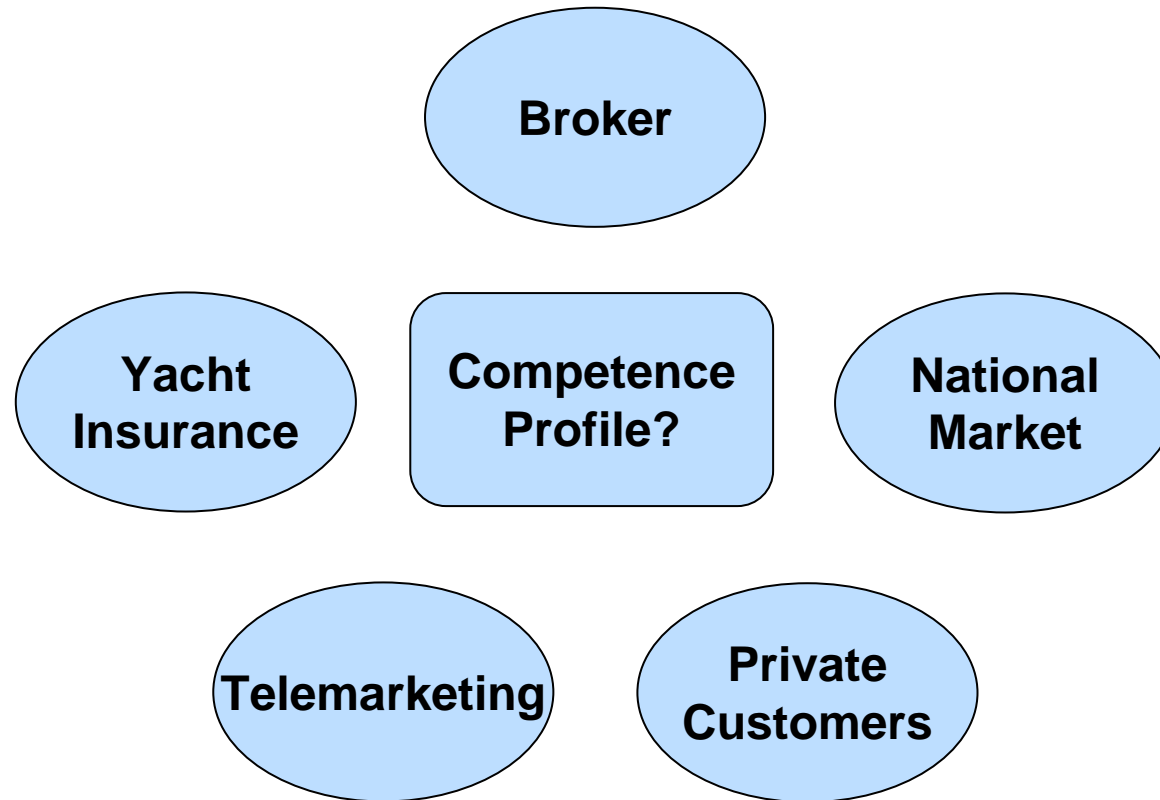 Broker
Yacht
Insurance
Competence
Profile?
National
Market
Telemarketing
Private
Customers